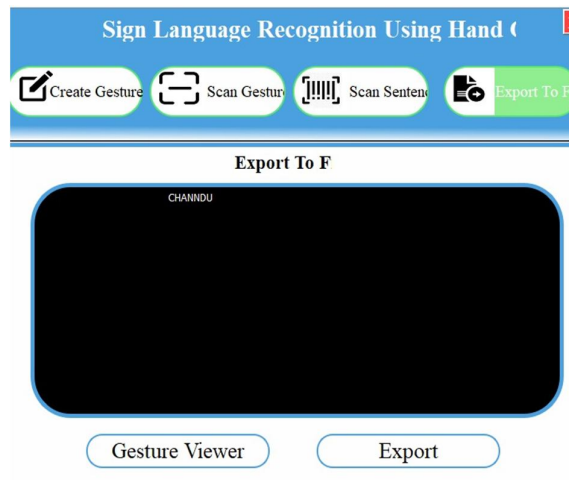 Sign Language Recognition Using Hand
Create Gesture
Scan Gestur
Scan Senten
Export To F
Export To F
CHANNDU
Gesture Viewer
Export